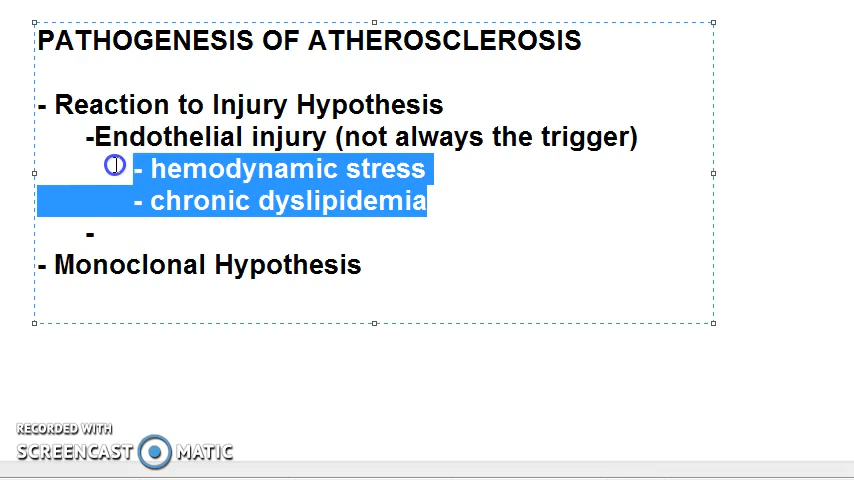 PATHOGENESIS OF ATHEROSCLEROSIS
- Reaction to Injury Hypothesis
-Endothelial injury (not always the trigger)
- hemodynamic stress
- chronic dyslipidemia
-
- Monoclonal Hypothesis
RECORDED WITH
SCREENCAST MATIC